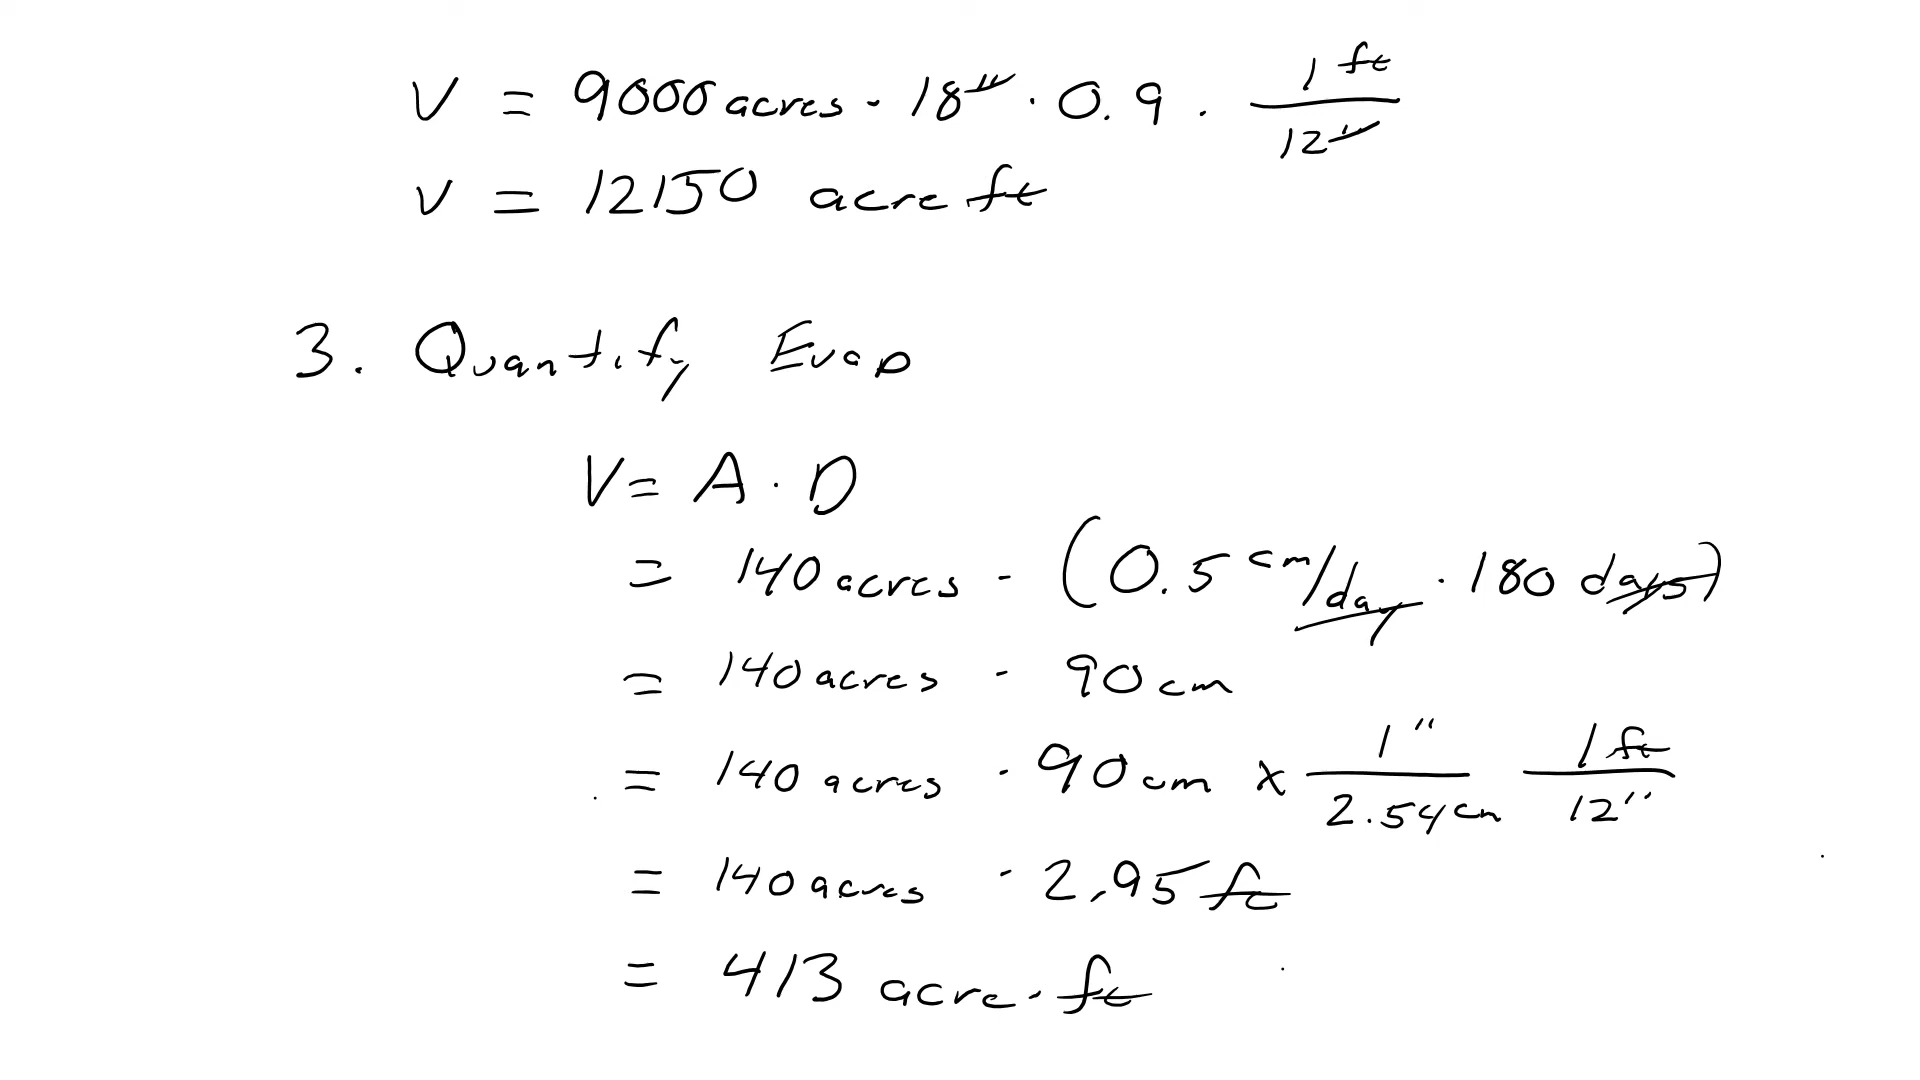 V = 9000 acres · 18" · 0.9 · 1 ft / 12"
V = 12150 acre ft
3. Quantify Evap
V = A · D
= 140 acres · (0.5 cm/day · 180 days)
= 140 acres · 90 cm
= 140 acres · 90 cm x 1" / 2.54 cm 1 ft / 12"
= 140 acres · 2.95 ft
= 413 acre·ft